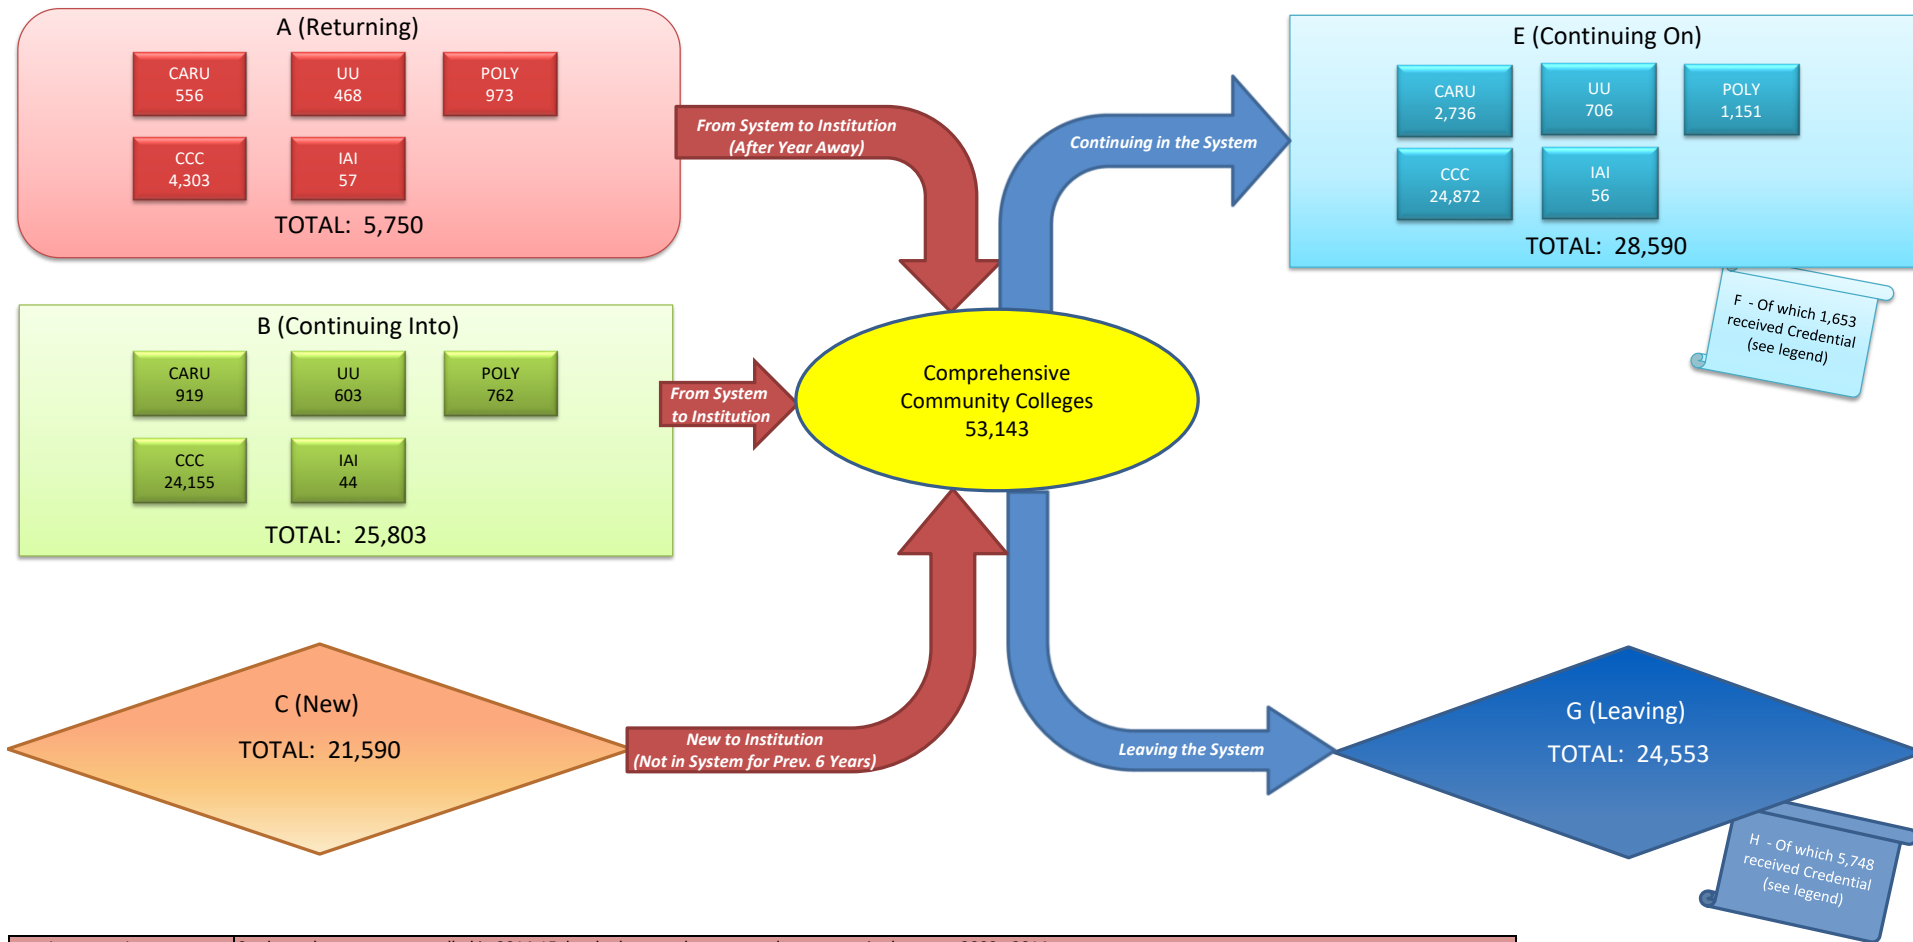 A (Returning)
CARU
556
UU
468
POLY
973
CCC
4,303
IAI
57
TOTAL: 5,750
From System to Institution
(After Year Away)
Continuing in the System
E (Continuing On)
CARU
2,736
UU
706
POLY
1,151
CCC
24,872
IAI
56
TOTAL: 28,590
F - Of which 1,653
received Credential
(see legend)
B (Continuing Into)
CARU
919
UU
603
POLY
762
CCC
24,155
IAI
44
TOTAL: 25,803
From System
to Institution
Comprehensive
Community Colleges
53,143
C (New)
TOTAL: 21,590
New to Institution
(Not in System for Prev. 6 Years)
Leaving the System
G (Leaving)
TOTAL: 24,553
H - Of which 5,748
received Credential
(see legend)